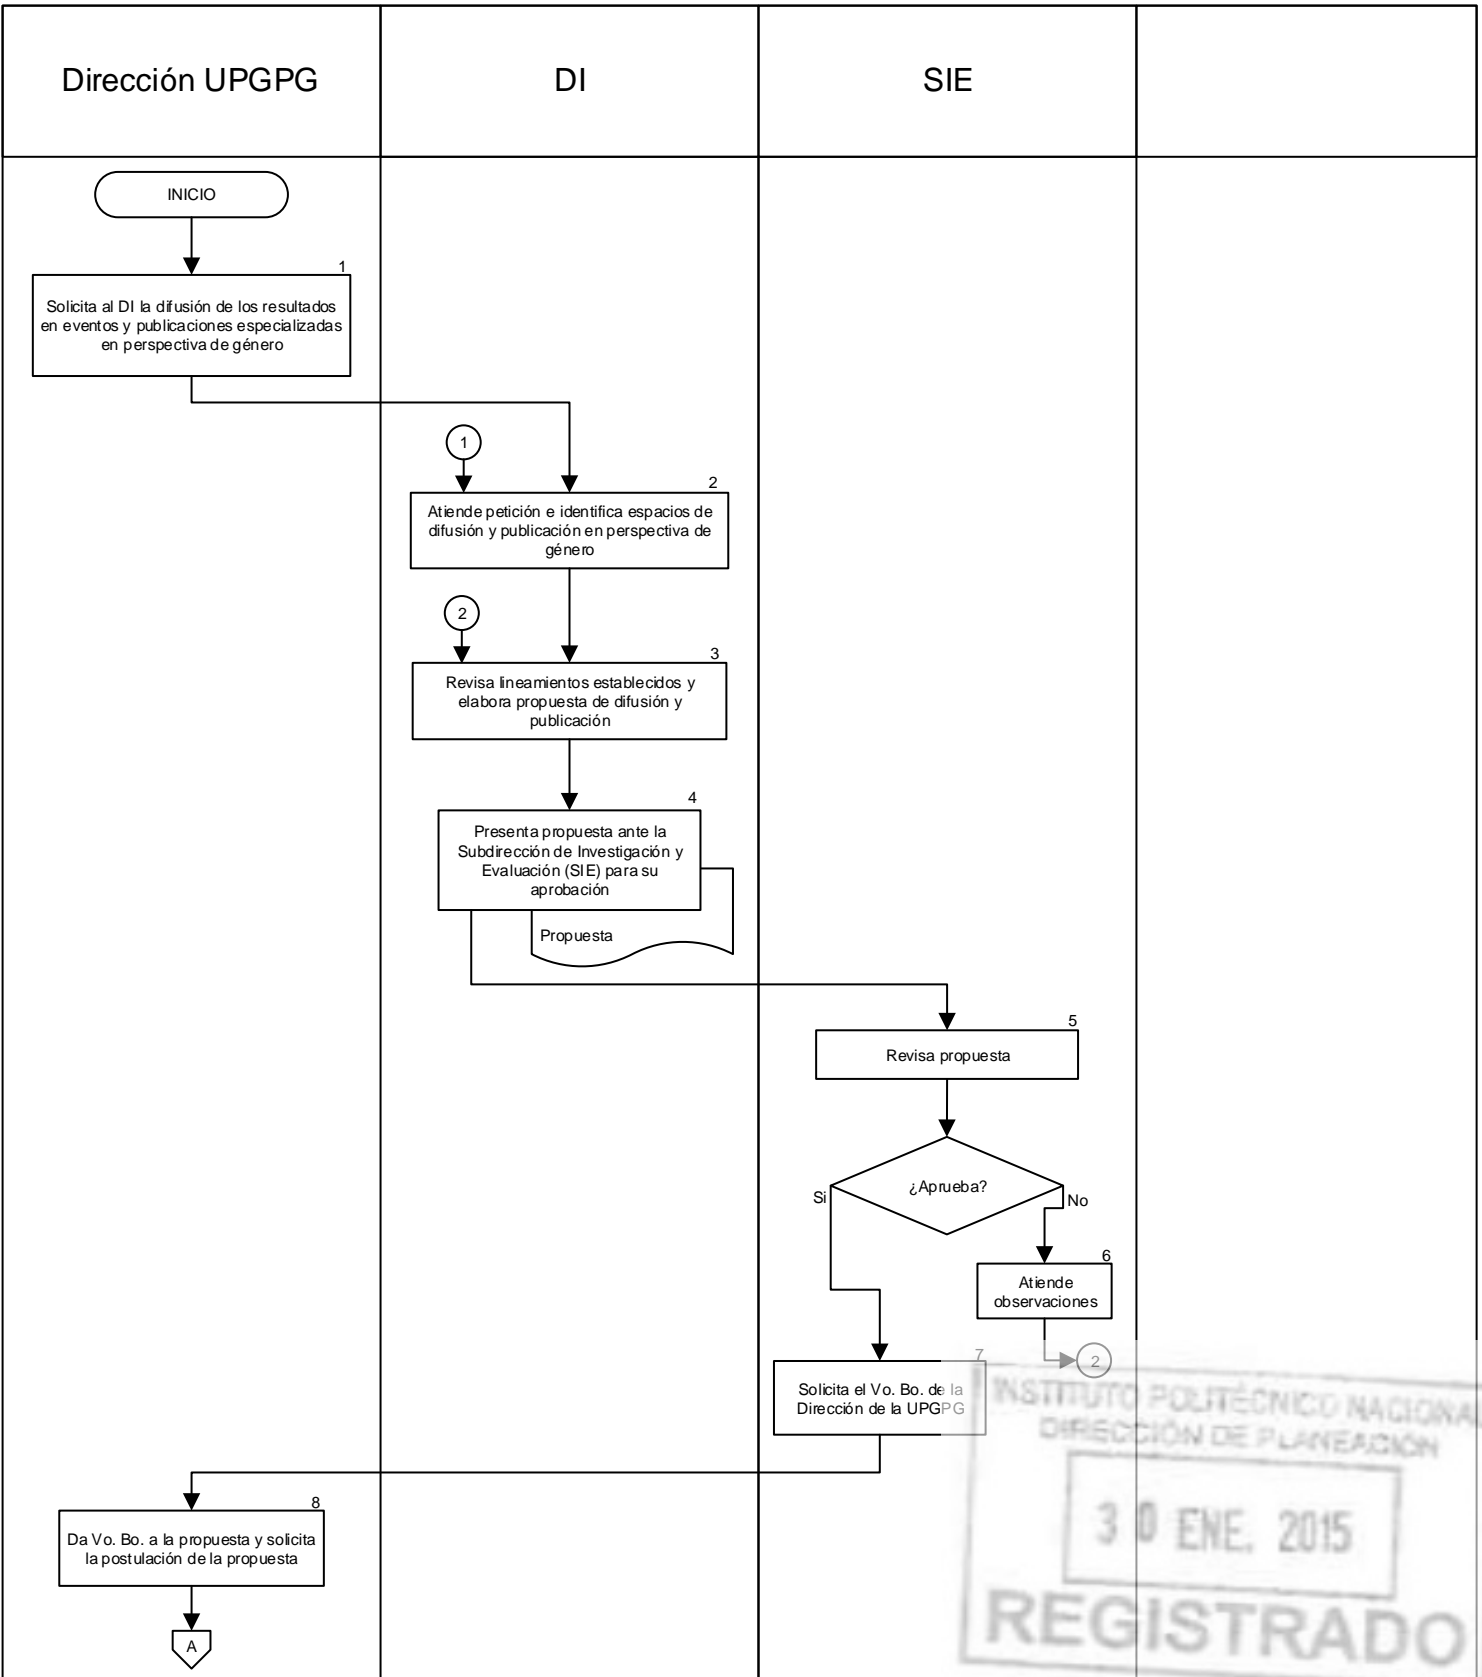 Dirección UPGPG
DI
SIE
INICIO
1
Solicita al DI la difusión de los resultados
en eventos y publicaciones especializadas
en perspectiva de género
1
2
Atiende petición e identifica espacios de
difusión y publicación en perspectiva de
género
2
3
Revisa lineamientos establecidos y
elabora propuesta de difusión y
publicación
4
Presenta propuesta ante la
Subdirección de Investigación y
Evaluación (SIE) para su
aprobación
Propuesta
5
Revisa propuesta
¿Aprueba?
Si
No
6
Atiende
observaciones
2
7
Solicita el Vo. Bo. de la
Dirección de la UPGPG
8
Da Vo. Bo. a la propuesta y solicita
la postulación de la propuesta
A
INSTITUTO POLITÉCNICO NACIONAL
DIRECCIÓN DE PLANEACIÓN
30 ENE. 2015
REGISTRADO